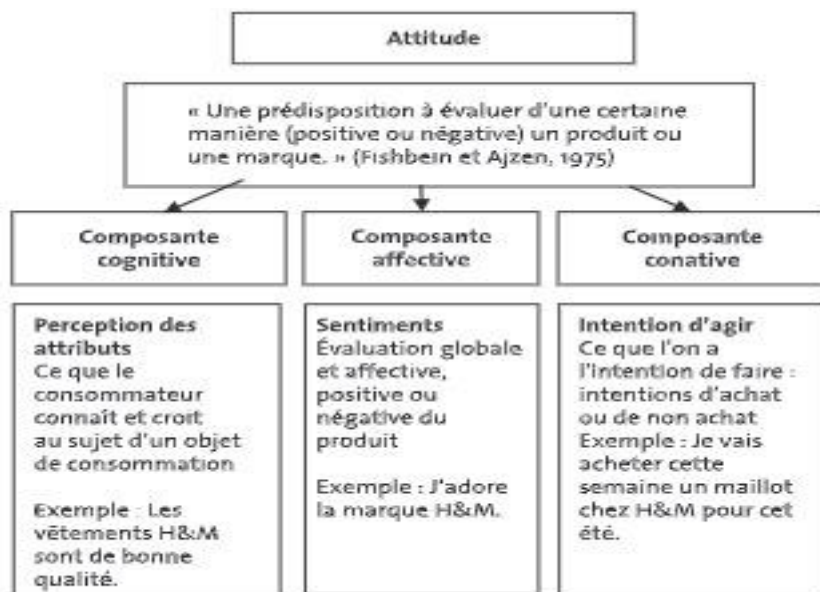 Attitude
« Une prédisposition à évaluer d'une certaine
manière (positive ou négative) un produit ou
une marque. » (Fishbein et Ajzen, 1975)
Composante
cognitive
Composante
affective
Composante
conative
Perception des
attributs
Ce que le
consommateur
connaît et croit
au sujet d'un objet
de consommation
Exemple : Les
vêtements H&M
sont de bonne
qualité.
Sentiments
Évaluation globale
et affective,
positive ou
négative du
produit
Exemple : J'adore
la marque H&M.
Intention d'agir
Ce que l'on a
l'intention de faire :
intentions d'achat
ou de non achat
Exemple : Je vais
acheter cette
semaine un maillot
chez H&M pour cet
été.